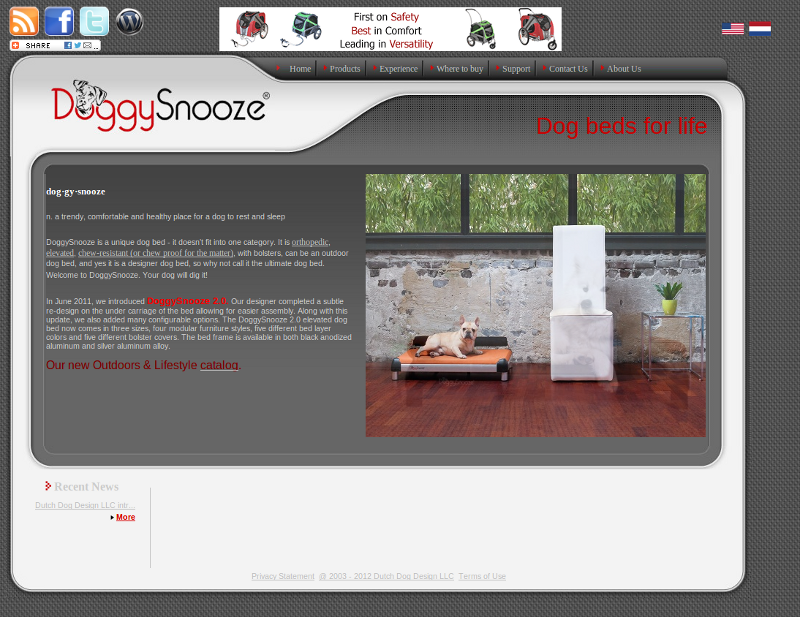 First on Safety
Best in Comfort
Leading in Versatility
SHARE
Home Products Experience Where to buy Support Contact Us About Us
DoggySnooze®
Dog beds for life
dog·gy·snooze
n. a trendy, comfortable and healthy place for a dog to rest and sleep
DoggySnooze is a unique dog bed - it doesn't fit into one category. It is orthopedic,
elevated, chew-resistant (or chew proof for the matter), with bolsters, can be an outdoor
dog bed, and yes it is a designer dog bed, so why not call it the ultimate dog bed.
Welcome to DoggySnooze. Your dog will dig it!
In June 2011, we introduced DoggySnooze 2.0. Our designer completed a subtle
re-design on the under carriage of the bed allowing for easier assembly. Along with this
update, we also added many configurable options. The DoggySnooze 2.0 elevated dog
bed now comes in three sizes, four modular furniture styles, five different bed layer
colors and five different bolster covers. The bed frame is available in both black anodized
aluminum and silver aluminum alloy.
Our new Outdoors & Lifestyle catalog.
Recent News
Dutch Dog Design LLC intr...
More
Privacy Statement @ 2003 - 2012 Dutch Dog Design LLC Terms of Use